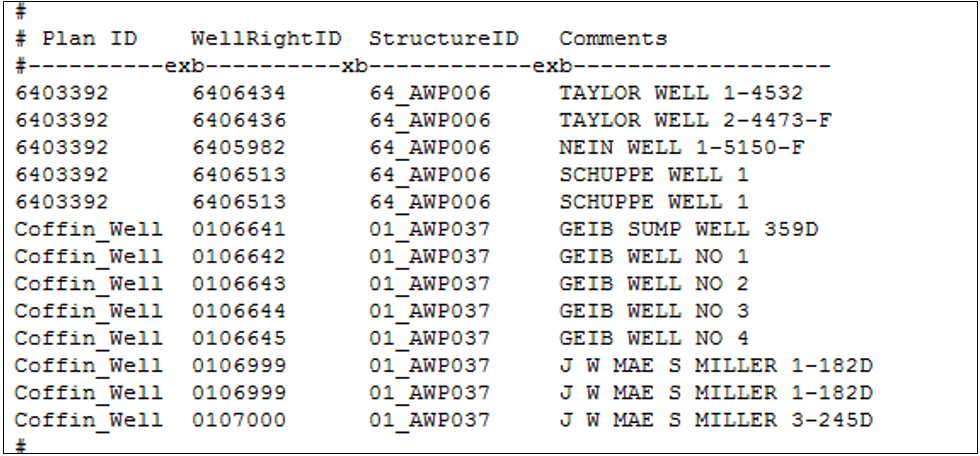 #
# Plan ID    WellRightID  StructureID   Comments
#----------exb----------xb------------exb-------------------
6403392      6406434      64_AWP006     TAYLOR WELL 1-4532
6403392      6406436      64_AWP006     TAYLOR WELL 2-4473-F
6403392      6405982      64_AWP006     NEIN WELL 1-5150-F
6403392      6406513      64_AWP006     SCHUPPE WELL 1
6403392      6406513      64_AWP006     SCHUPPE WELL 1
Coffin_Well  0106641      01_AWP037     GEIB SUMP WELL 359D
Coffin_Well  0106642      01_AWP037     GEIB WELL NO 1
Coffin_Well  0106643      01_AWP037     GEIB WELL NO 2
Coffin_Well  0106644      01_AWP037     GEIB WELL NO 3
Coffin_Well  0106645      01_AWP037     GEIB WELL NO 4
Coffin_Well  0106999      01_AWP037     J W MAE S MILLER 1-182D
Coffin_Well  0106999      01_AWP037     J W MAE S MILLER 1-182D
Coffin_Well  0107000      01_AWP037     J W MAE S MILLER 3-245D
#